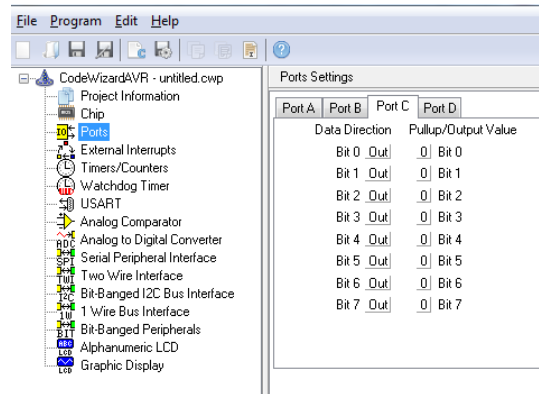 File Program Edit Help
CodeWizardAVR - untitled.cwp
Project Information
Chip
Ports
External Interrupts
Timers/Counters
Watchdog Timer
USART
Analog Comparator
Analog to Digital Converter
Serial Peripheral Interface
Two Wire Interface
Bit-Banged I2C Bus Interface
1 Wire Bus Interface
Bit-Banged Peripherals
Alphanumeric LCD
Graphic Display
Ports Settings
Port A Port B Port C Port D
Data Direction Pullup/Output Value
Bit 0 Out 0 Bit 0
Bit 1 Out 0 Bit 1
Bit 2 Out 0 Bit 2
Bit 3 Out 0 Bit 3
Bit 4 Out 0 Bit 4
Bit 5 Out 0 Bit 5
Bit 6 Out 0 Bit 6
Bit 7 Out 0 Bit 7